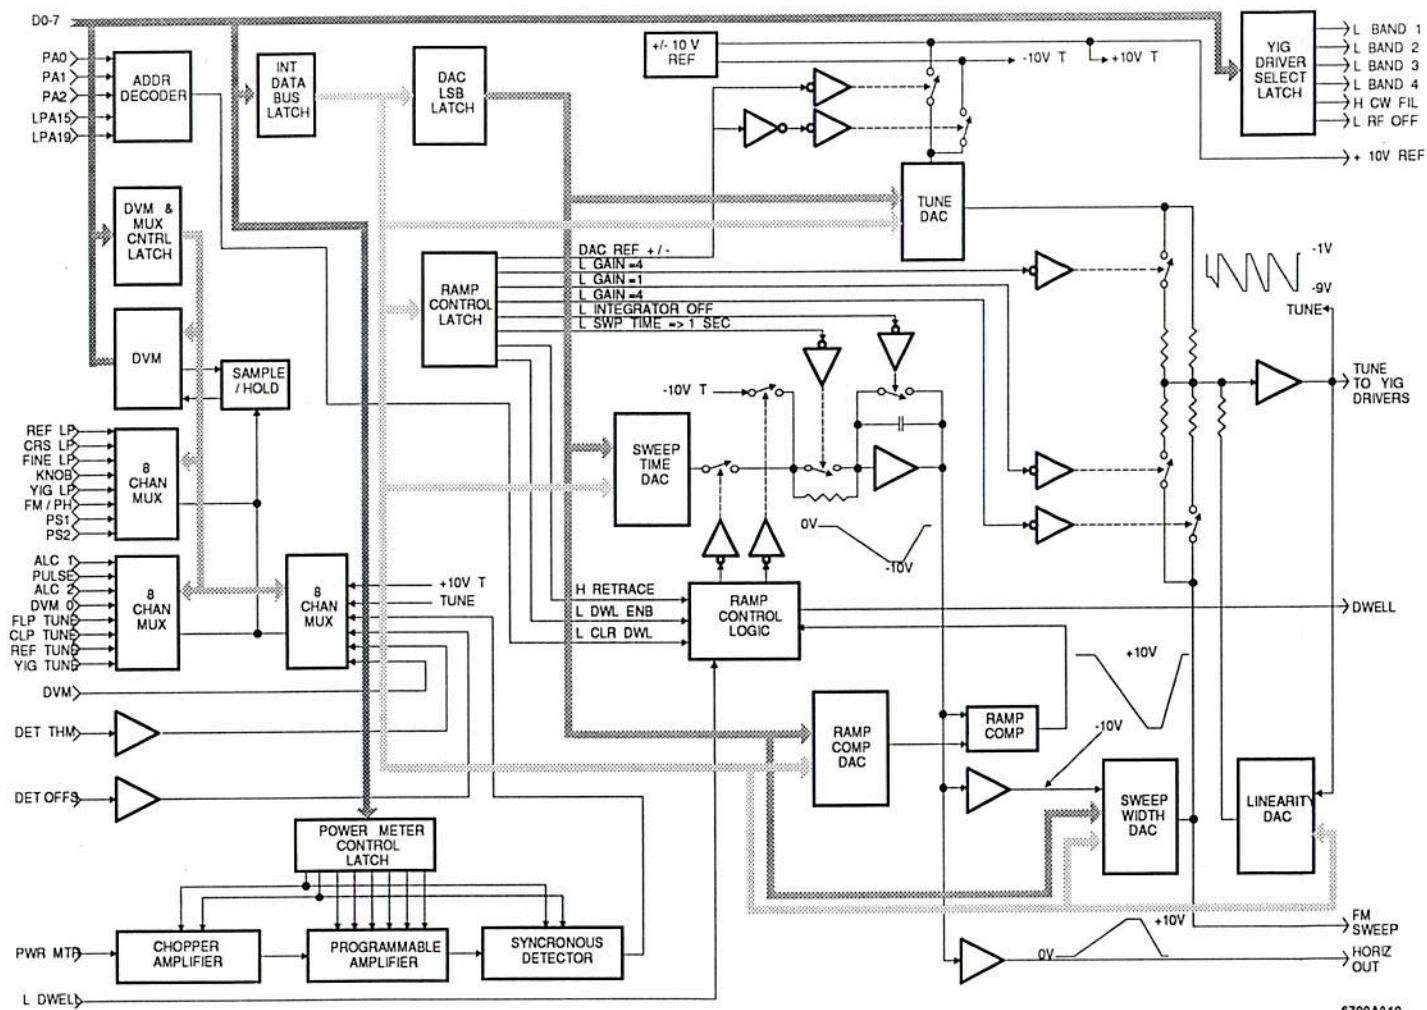 D0-7
PA0
PA1
PA2
LPA15
LPA19
ADDR
DECODER
INT
DATA
BUS
LATCH
DAC
LSB
LATCH
+/- 10 V
REF
-10V T
+10V T
YIG
DRIVER
SELECT
LATCH
L BAND 1
L BAND 2
L BAND 3
L BAND 4
H CW FIL
L RF OFF
+ 10V REF
DVM &
MUX
CNTRL
LATCH
TUNE
DAC
RAMP
CONTROL
LATCH
DAC REF +/-
L GAIN =4
L GAIN =1
L GAIN =4
L INTEGRATOR OFF
L SWP TIME => 1 SEC
-1V
-9V
TUNE
DVM
SAMPLE
/ HOLD
-10V T
TUNE
TO YIG
DRIVERS
REF LP
CRS LP
FINE LP
KNOB
YIG LP
FM / PH
PS1
PS2
8
CHAN
MUX
SWEEP
TIME
DAC
0V
-10V
ALC 1
PULSE
ALC 2
DVM 0
FLP TUNE
CLP TUNE
REF TUNE
YIG TUNE
8
CHAN
MUX
8
CHAN
MUX
+10V T
TUNE
H RETRACE
L DWL ENB
L CLR DWL
RAMP
CONTROL
LOGIC
DWELL
DVM
DET THM
DET OFFS
RAMP
COMP
DAC
RAMP
COMP
+10V
-10V
SWEEP
WIDTH
DAC
LINEARITY
DAC
POWER METER
CONTROL
LATCH
PWR MTR
CHOPPER
AMPLIFIER
PROGRAMMABLE
AMPLIFIER
SYNCRONOUS
DETECTOR
0V
+10V
FM
SWEEP
HORIZ
OUT
L DWEL